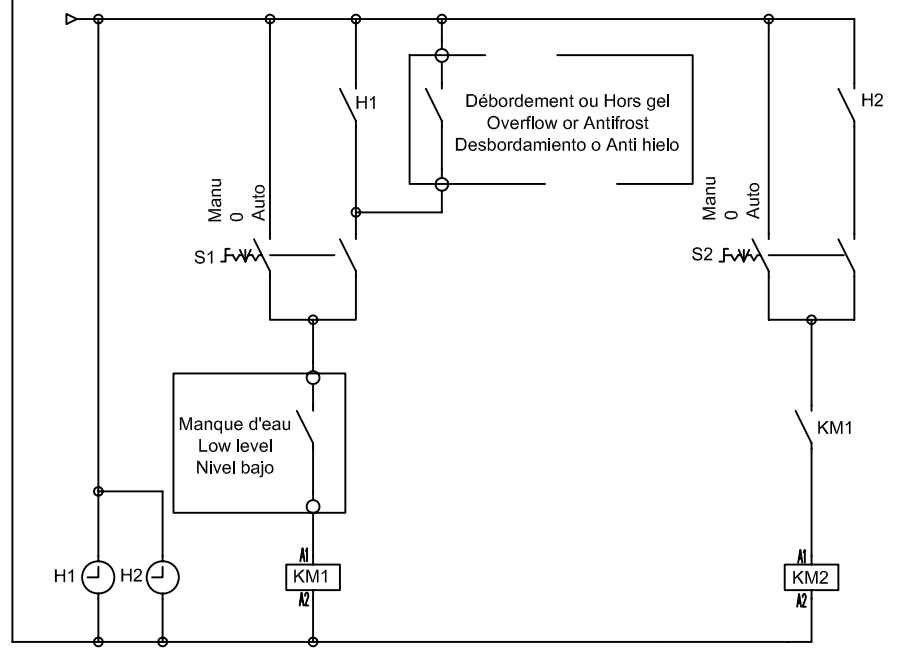 H1
Débordement ou Hors gel
Overflow or Antifrost
Desbordamiento o Anti hielo
H2
Manu
0
Auto
S1
Manu
0
Auto
S2
Manque d'eau
Low level
Nivel bajo
KM1
H1
H2
A1
KM1
A2
A1
KM2
A2